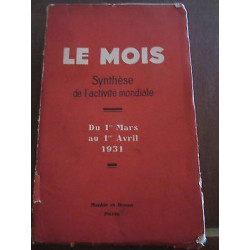 LE MOIS
Synthèse
de l'activité mondiale
Du 1er Mars
au 1er Avril
1931
Paris